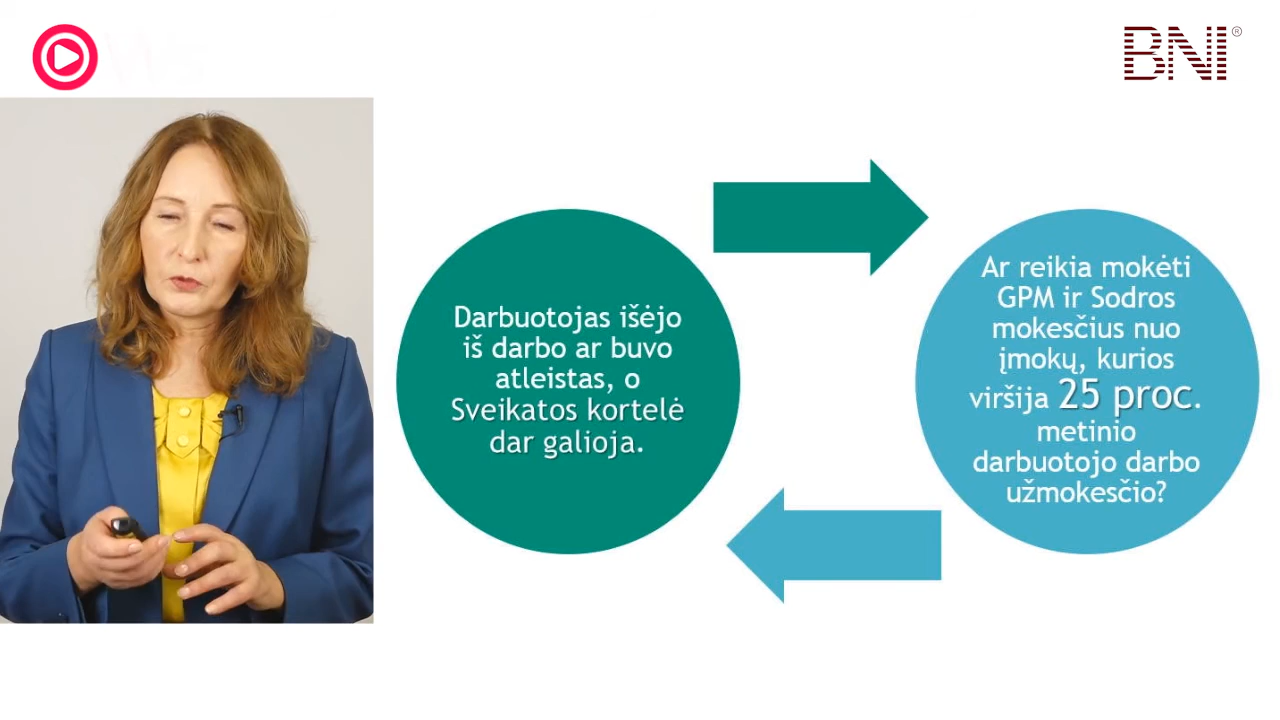 BNI®
Darbuotojas išėjo
iš darbo ar buvo
atleistas, o
Sveikatos kortelė
dar galioja.
Ar reikia mokėti
GPM ir Sodros
mokesčius nuo
įmokų, kurios
viršija 25 proc.
metinio
darbuotojo darbo
užmokesčio?